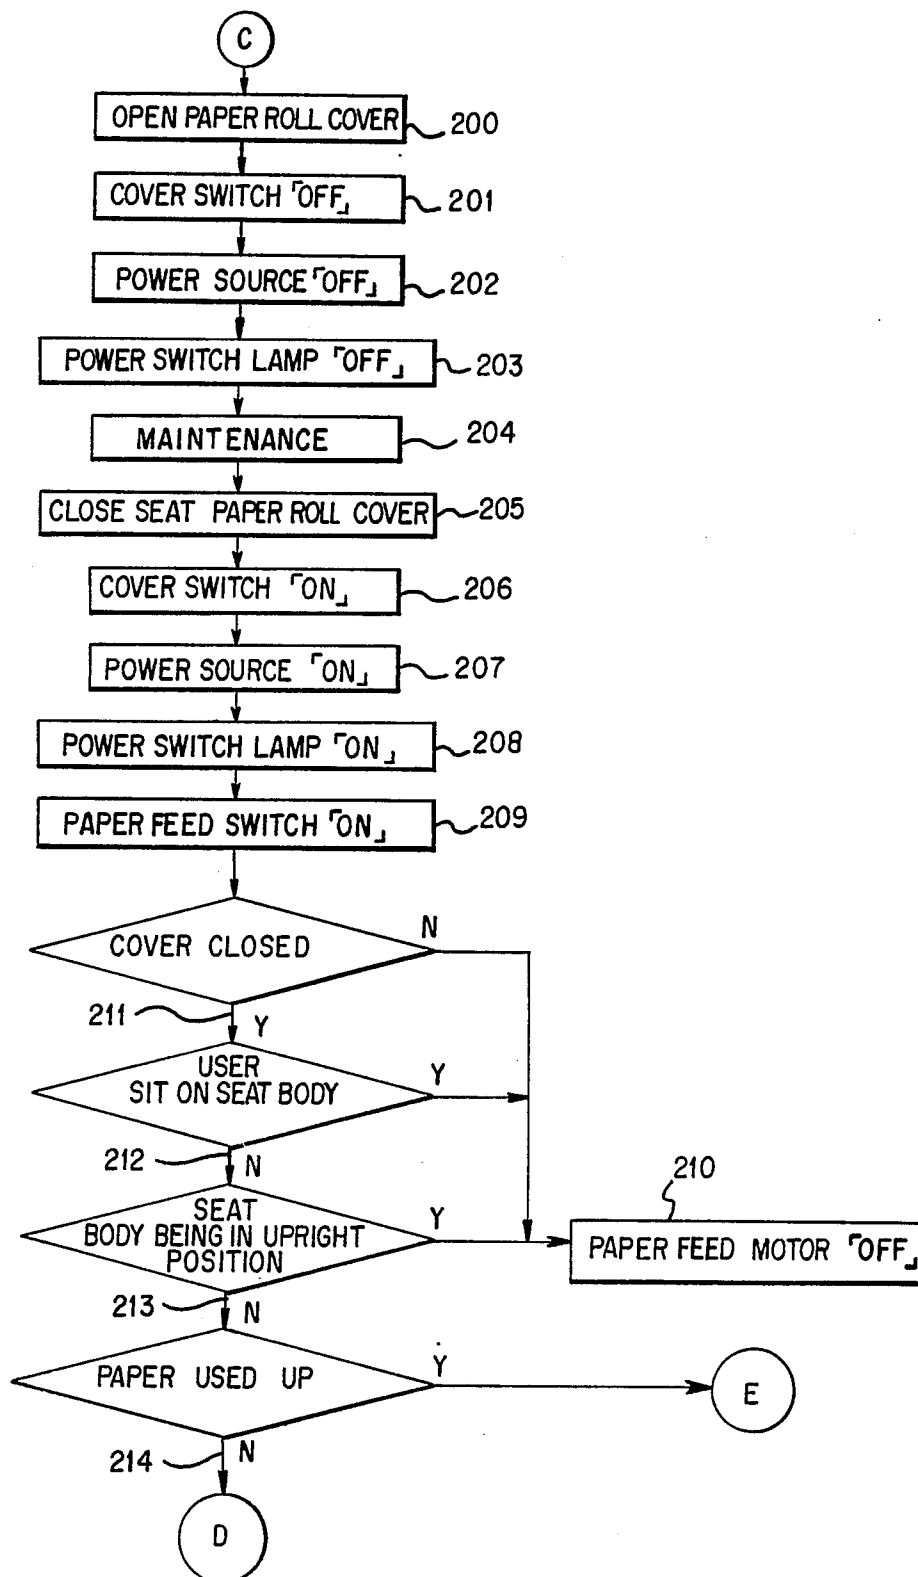 C
OPEN PAPER ROLL COVER
200
COVER SWITCH「OFF」
201
POWER SOURCE「OFF」
202
POWER SWITCH LAMP「OFF」
203
MAINTENANCE
204
CLOSE SEAT PAPER ROLL COVER
205
COVER SWITCH「ON」
206
POWER SOURCE「ON」
207
POWER SWITCH LAMP「ON」
208
PAPER FEED SWITCH「ON」
209
COVER CLOSED
N
211
Y
USER
SIT ON SEAT BODY
Y
212
N
SEAT
BODY BEING IN UPRIGHT
POSITION
Y
210
PAPER FEED MOTOR「OFF」
213
N
PAPER USED UP
Y
E
214
N
D